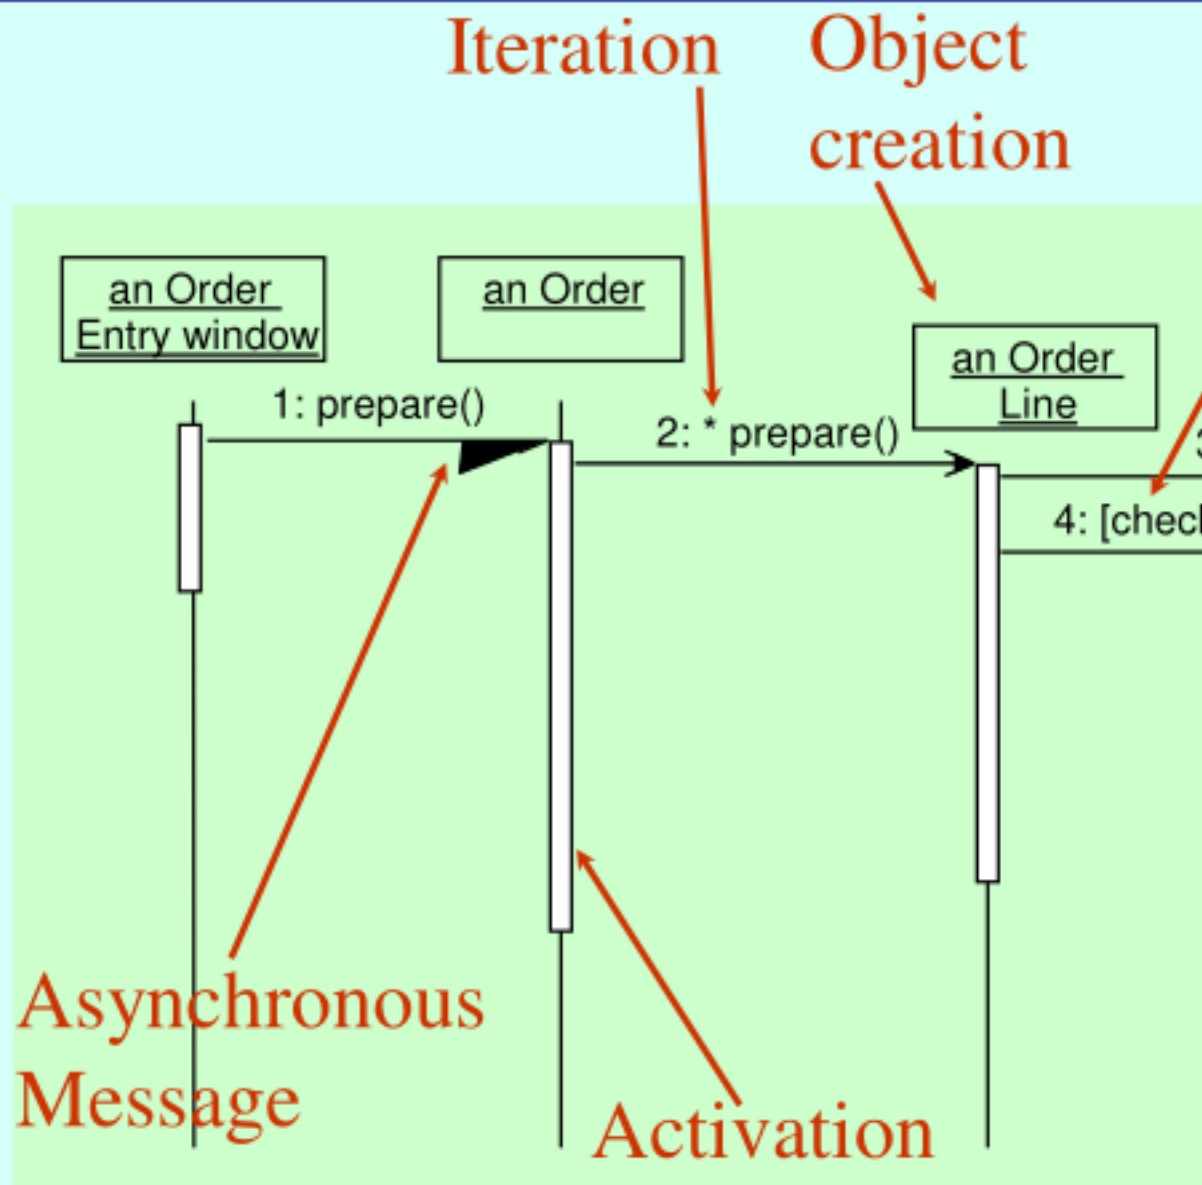 Iteration
Object
creation
an Order
Entry window
an Order
an Order
Line
1: prepare()
2: * prepare()
4: [check
Asynchronous
Message
Activation